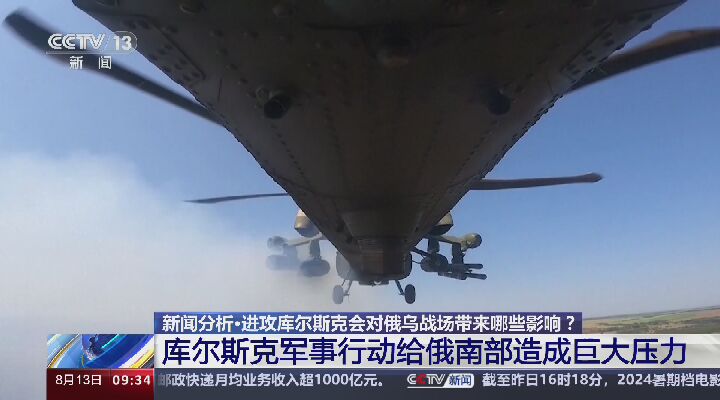 CCTV 13
新闻
新闻分析·进攻库尔斯克会对俄乌战场带来哪些影响？
库尔斯克军事行动给俄南部造成巨大压力
8月13日 09:34 邮政快递月均业务收入超1000亿元。 CCTV 新闻 截至昨日16时18分，2024暑期档电影